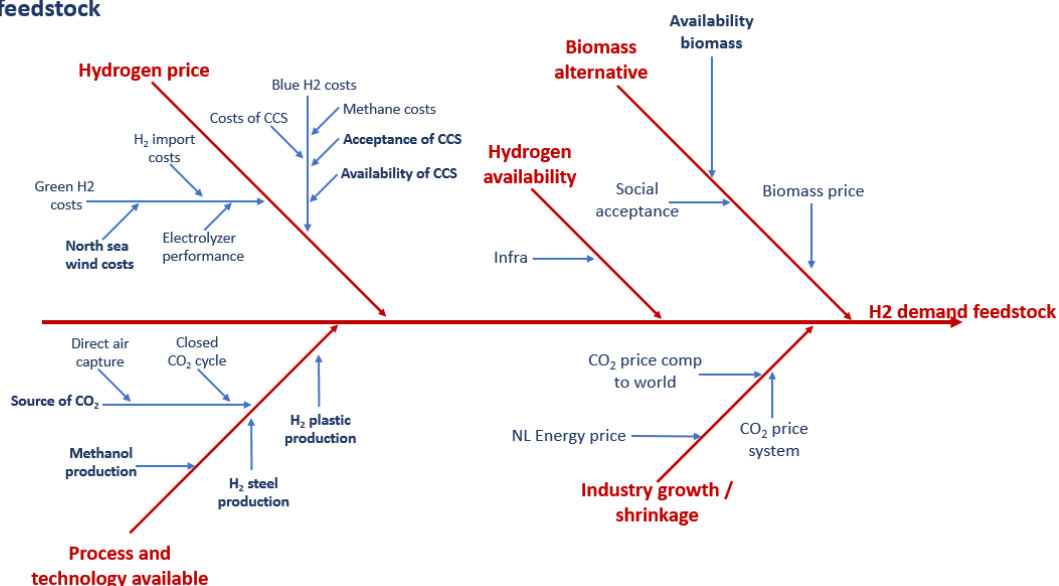 feedstock
Availability
biomass
Biomass
alternative
Hydrogen price
Blue H2 costs
Methane costs
Costs of CCS
Acceptance of CCS
H₂ import
costs
Availability of CCS
Green H2
costs
North sea
wind costs
Electrolyzer
performance
Hydrogen
availability
Social
acceptance
Biomass price
Infra
H2 demand feedstock
Direct air
capture
Closed
CO₂ cycle
Source of CO₂
H₂ plastic
production
Methanol
production
H₂ steel
production
CO₂ price comp
to world
NL Energy price
CO₂ price
system
Industry growth /
shrinkage
Process and
technology available